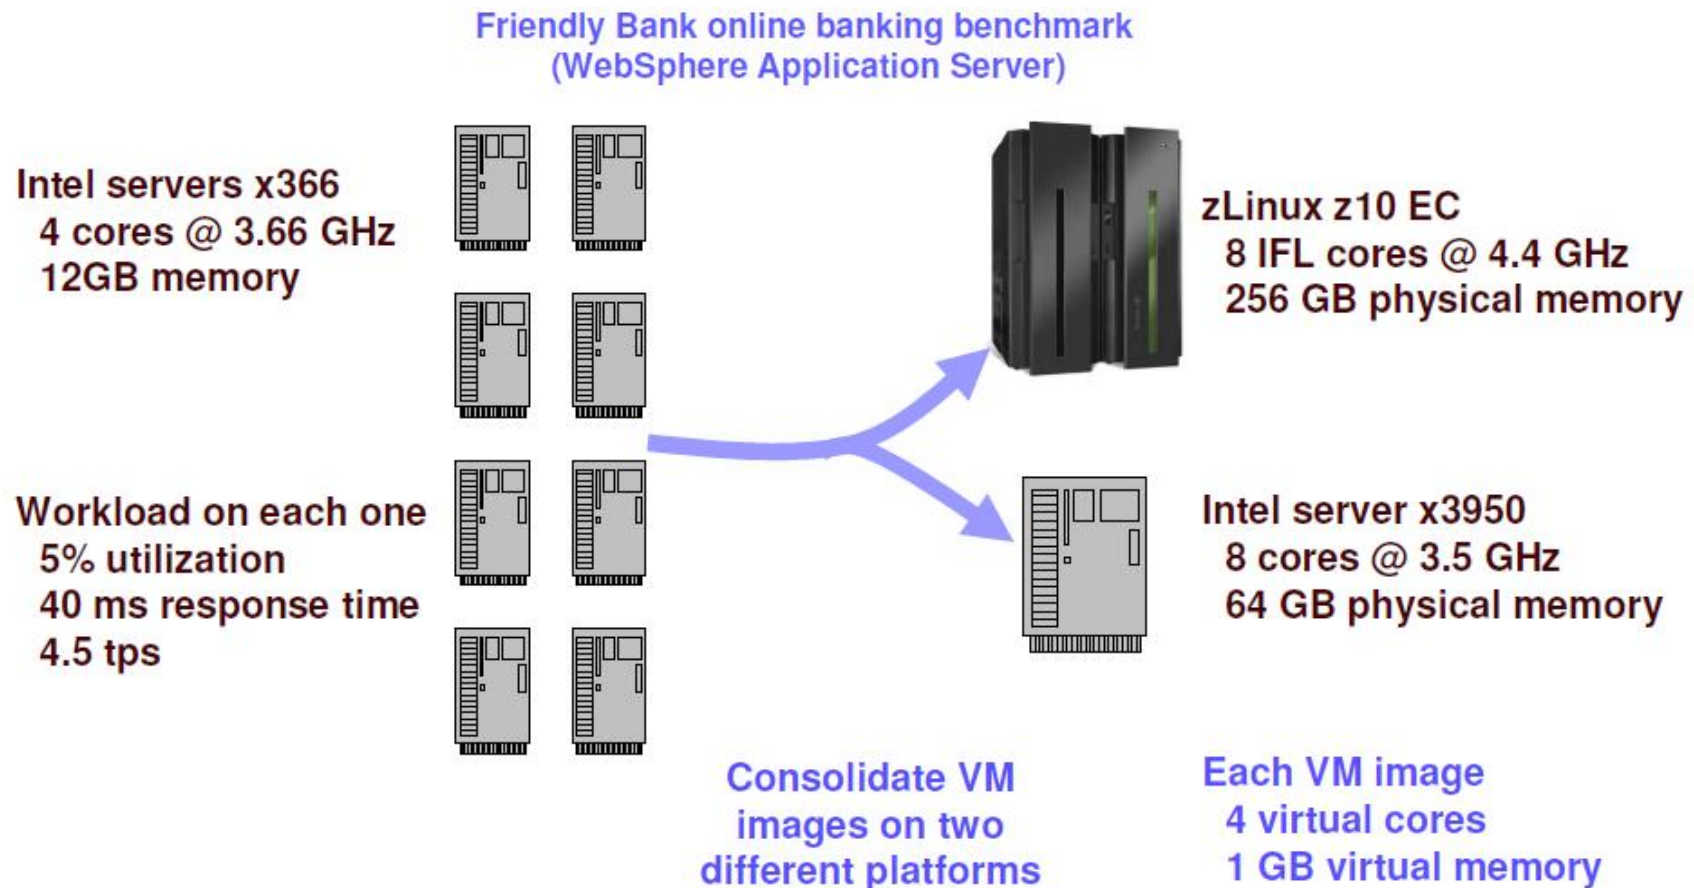 Friendly Bank online banking benchmark
(WebSphere Application Server)
Intel servers x366
4 cores @ 3.66 GHz
12GB memory
Workload on each one
5% utilization
40 ms response time
4.5 tps
zLinux z10 EC
8 IFL cores @ 4.4 GHz
256 GB physical memory
Intel server x3950
8 cores @ 3.5 GHz
64 GB physical memory
Consolidate VM
images on two
different platforms
Each VM image
4 virtual cores
1 GB virtual memory